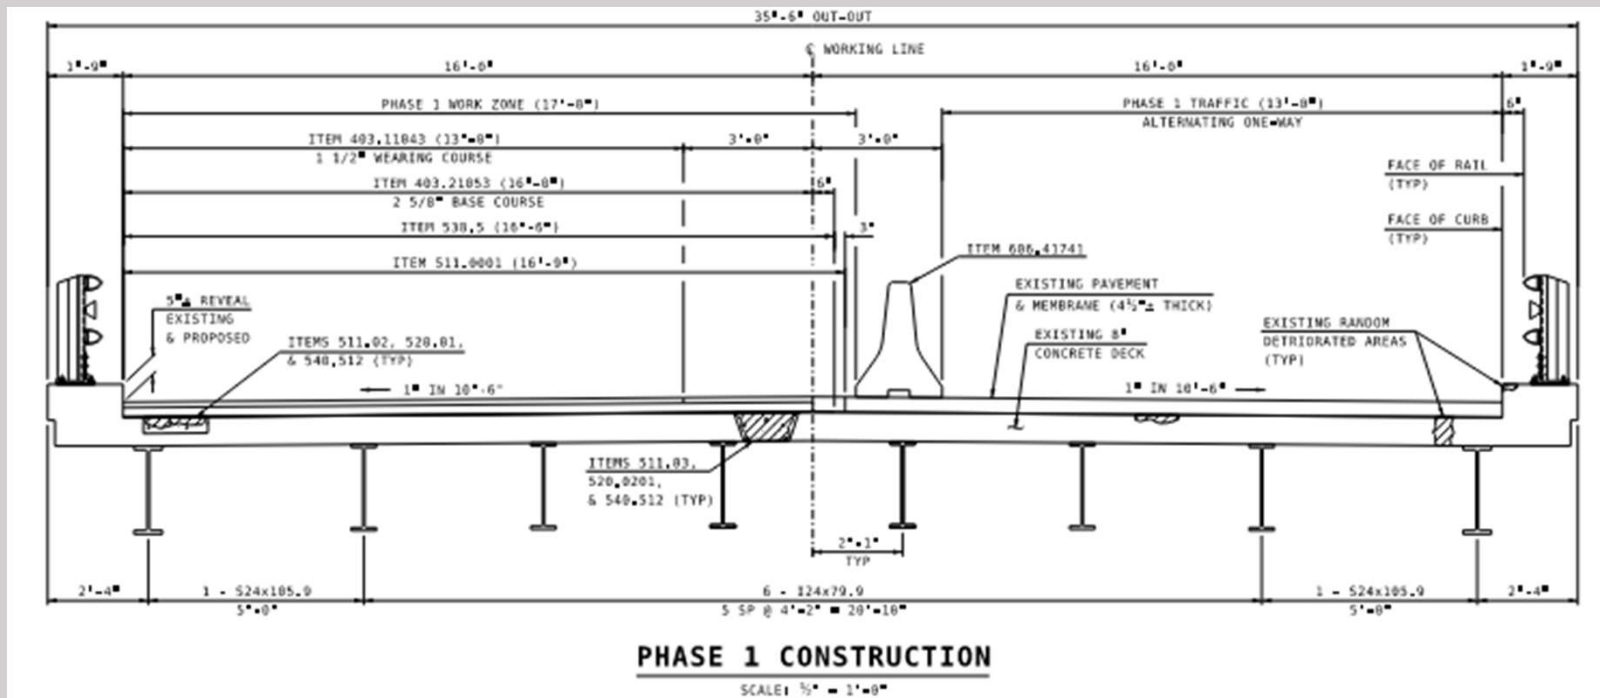 35'-6" OUT-OUT
℄ WORKING LINE
1'-9" 16'-0" 16'-0" 1'-9"
PHASE 1 WORK ZONE (17'-0") PHASE 1 TRAFFIC (13'-0") 6"
ALTERNATING ONE-WAY
ITEM 403.11043 (13'-0") 3'-0" 3'-0"
1 1/2" WEARING COURSE
FACE OF RAIL
(TYP)
ITEM 403.21053 (16'-0") 6"
2 5/8" BASE COURSE
FACE OF CURB
(TYP)
ITEM 538.5 (16'-6") 3"
ITEM 606.41741
ITEM 511.0001 (16'-9")
EXISTING PAVEMENT
& MEMBRANE (4½"± THICK)
5"± REVEAL
EXISTING
& PROPOSED
EXISTING RANDOM
DETRIORATED AREAS
(TYP)
EXISTING 8"
CONCRETE DECK
ITEMS 511.02, 520.01,
& 540.512 (TYP)
1" IN 10'-6" 1" IN 10'-6"
ITEMS 511.03,
520.0201,
& 540.512 (TYP)
2'-1"
TYP
2'-4" 1 - S24x105.9 6 - I24x79.9 1 - S24x105.9 2'-4"
5'-0" 5 SP @ 4'-2" = 20'-10" 5'-0"
PHASE 1 CONSTRUCTION
SCALE: ½" = 1'-0"